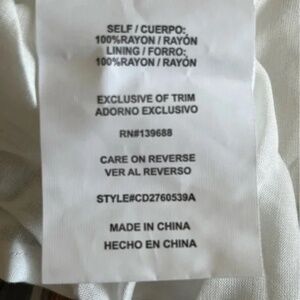 SELF / CUERPO:
100%RAYON / RAYÓN
LINING / FORRO:
100%RAYON / RAYÓN
EXCLUSIVE OF TRIM
ADORNO EXCLUSIVO
RN#139688
CARE ON REVERSE
VER AL REVERSO
STYLE#CD2760539A
MADE IN CHINA
HECHO EN CHINA